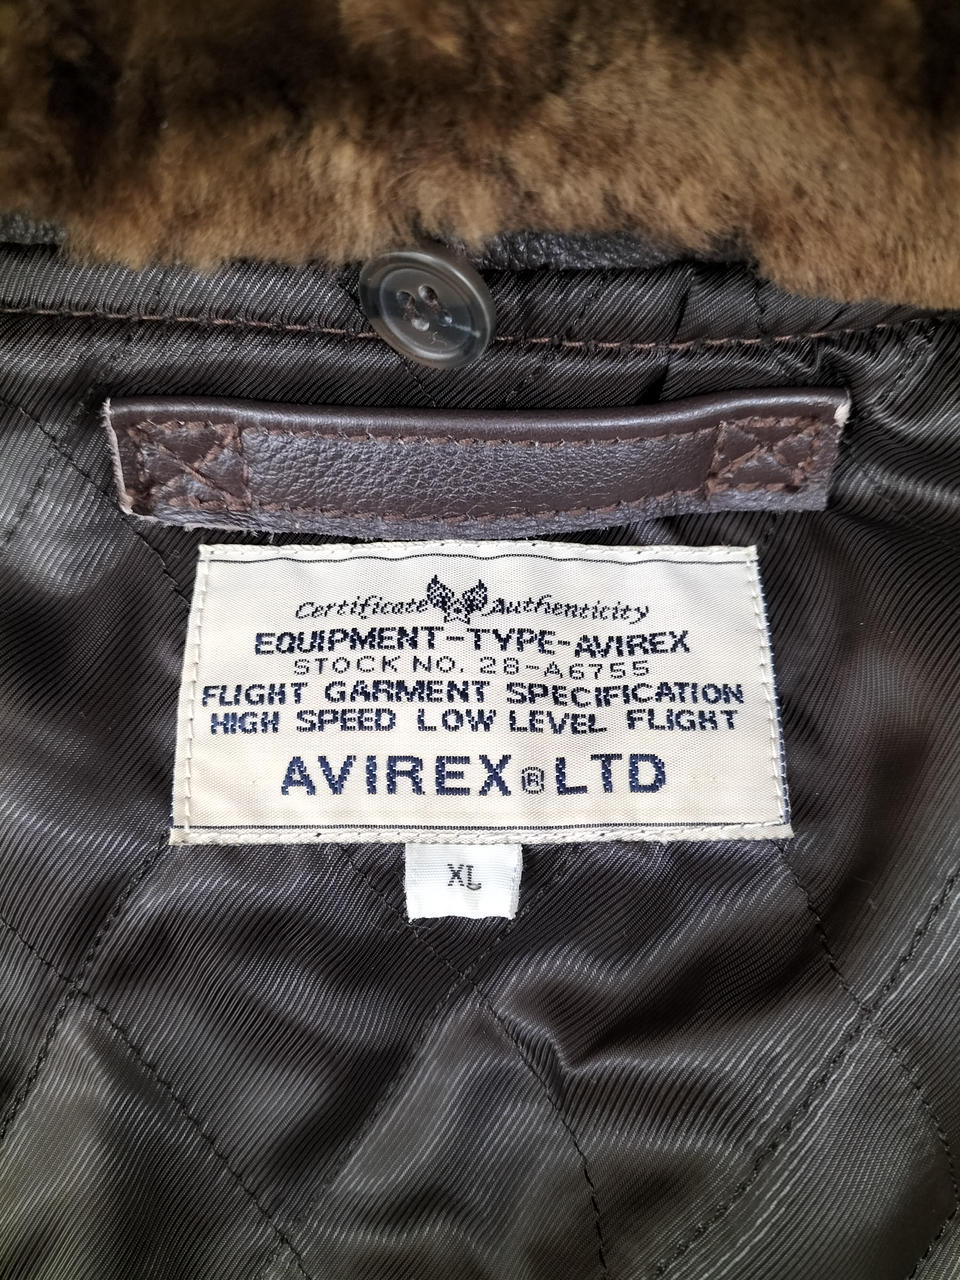 Certificate Authenticity
EQUIPMENT-TYPE-AVIREX
STOCK NO. 28-A6755
FLIGHT GARMENT SPECIFICATION
HIGH SPEED LOW LEVEL FLIGHT
AVIREX® LTD
XL